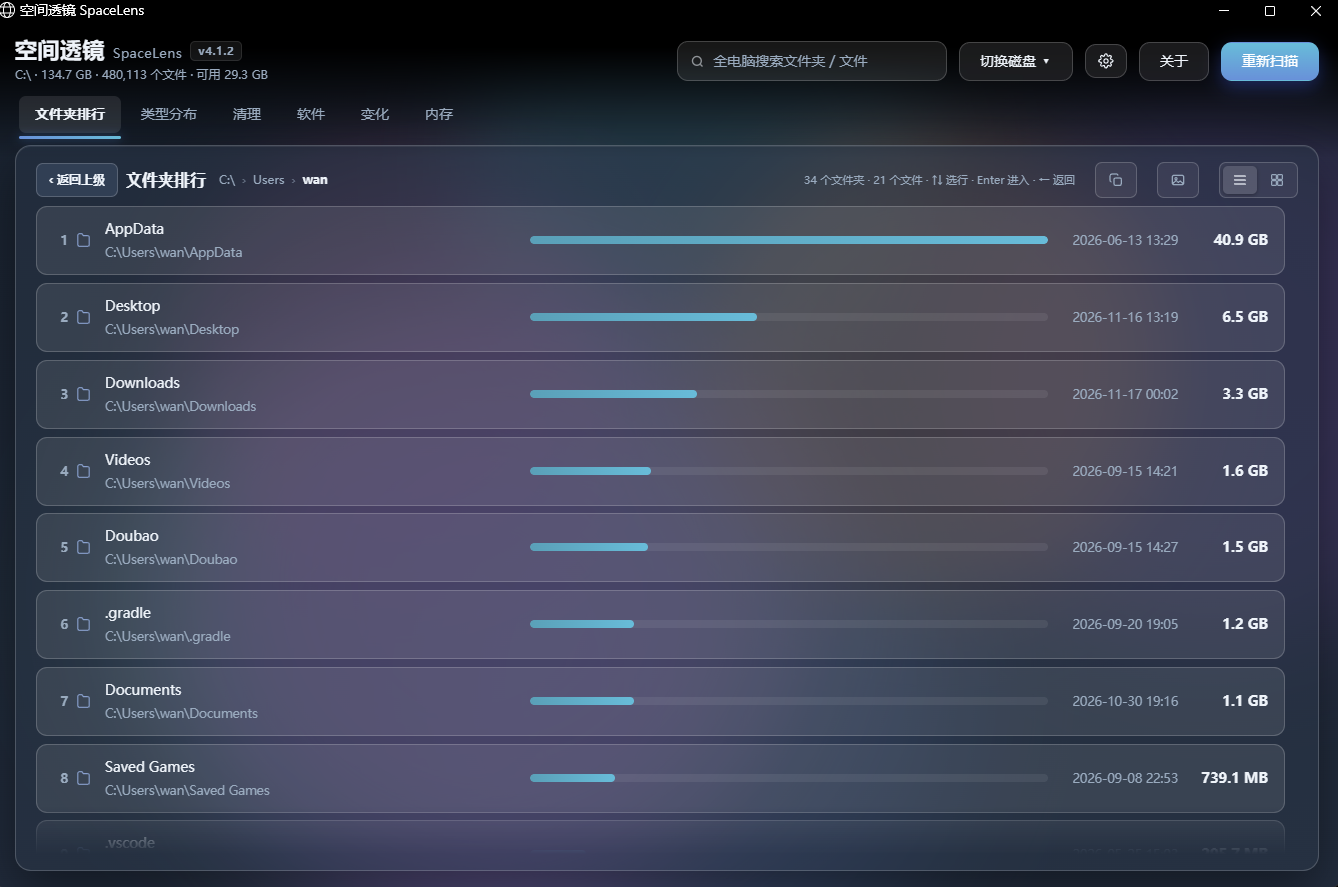 空间透镜 SpaceLens
空间透镜 SpaceLens v4.1.2
C:\ · 134.7 GB · 480,113 个文件 · 可用 29.3 GB
全电脑搜索文件夹 / 文件
切换磁盘 ▾
关于
重新扫描
文件夹排行 类型分布 清理 软件 变化 内存
‹ 返回上级 文件夹排行 C:\ › Users › wan
34 个文件夹 · 21 个文件 · ↑↓ 选行 · Enter 进入 · ← 返回
1 AppData
C:\Users\wan\AppData
2026-06-13 13:29 40.9 GB
2 Desktop
C:\Users\wan\Desktop
2026-11-16 13:19 6.5 GB
3 Downloads
C:\Users\wan\Downloads
2026-11-17 00:02 3.3 GB
4 Videos
C:\Users\wan\Videos
2026-09-15 14:21 1.6 GB
5 Doubao
C:\Users\wan\Doubao
2026-09-15 14:27 1.5 GB
6 .gradle
C:\Users\wan\.gradle
2026-09-20 19:05 1.2 GB
7 Documents
C:\Users\wan\Documents
2026-10-30 19:16 1.1 GB
8 Saved Games
C:\Users\wan\Saved Games
2026-09-08 22:53 739.1 MB
.vscode